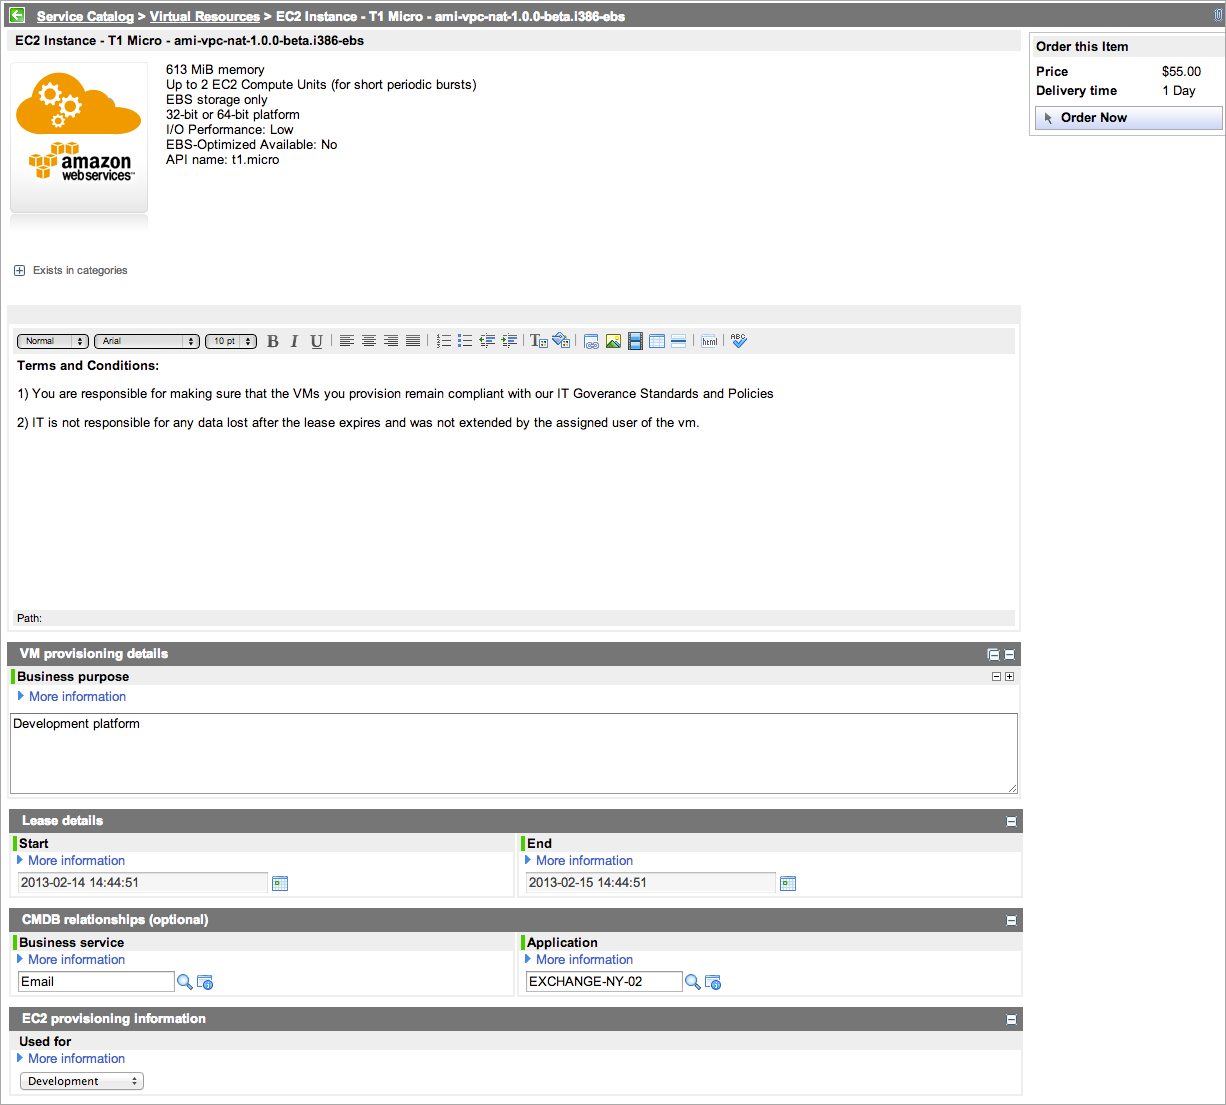 Service Catalog > Virtual Resources > EC2 Instance - T1 Micro - ami-vpc-nat-1.0.0-beta.i386-ebs
EC2 Instance - T1 Micro - ami-vpc-nat-1.0.0-beta.i386-ebs
613 MiB memory
Up to 2 EC2 Compute Units (for short periodic bursts)
EBS storage only
32-bit or 64-bit platform
I/O Performance: Low
EBS-Optimized Available: No
API name: t1.micro
amazon
webservices™
Order this Item
Price $55.00
Delivery time 1 Day
Order Now
Exists in categories
Normal Arial 10 pt B I U T html ABC
Terms and Conditions:
1) You are responsible for making sure that the VMs you provision remain compliant with our IT Goverance Standards and Policies
2) IT is not responsible for any data lost after the lease expires and was not extended by the assigned user of the vm.
Path:
VM provisioning details
Business purpose
More information
Development platform
Lease details
Start End
More information More information
2013-02-14 14:44:51 2013-02-15 14:44:51
CMDB relationships (optional)
Business service Application
More information More information
Email EXCHANGE-NY-02
EC2 provisioning information
Used for
More information
Development